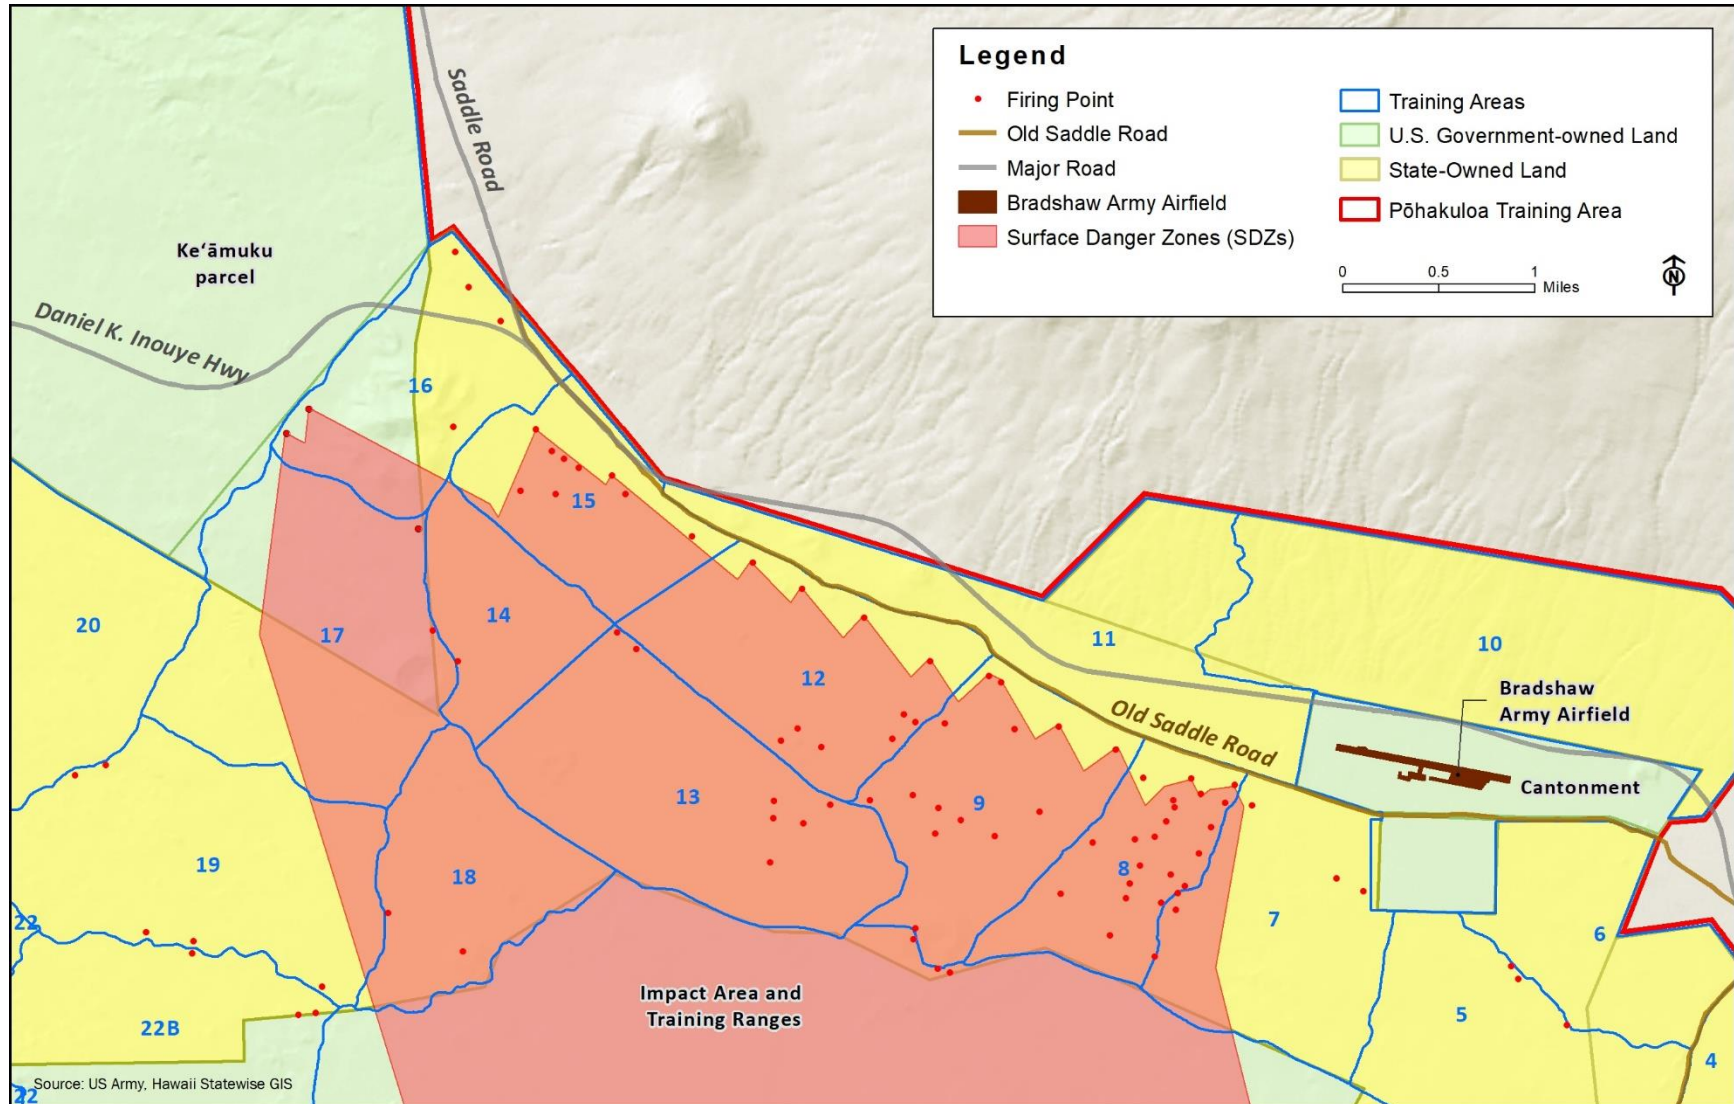 Legend
Firing Point
Old Saddle Road
Major Road
Bradshaw Army Airfield
Surface Danger Zones (SDZs)
Training Areas
U.S. Government-owned Land
State-Owned Land
Pōhakuloa Training Area
0 0.5 1
Miles
N
Saddle Road
Keʻāmuku
parcel
Daniel K. Inouye Hwy
16
15
20
17
14
11
10
12
Bradshaw
Army Airfield
Old Saddle Road
Cantonment
13
9
19
18
8
7
22
6
Impact Area and
Training Ranges
22B
5
4
Source: US Army, Hawaii Statewise GIS
22